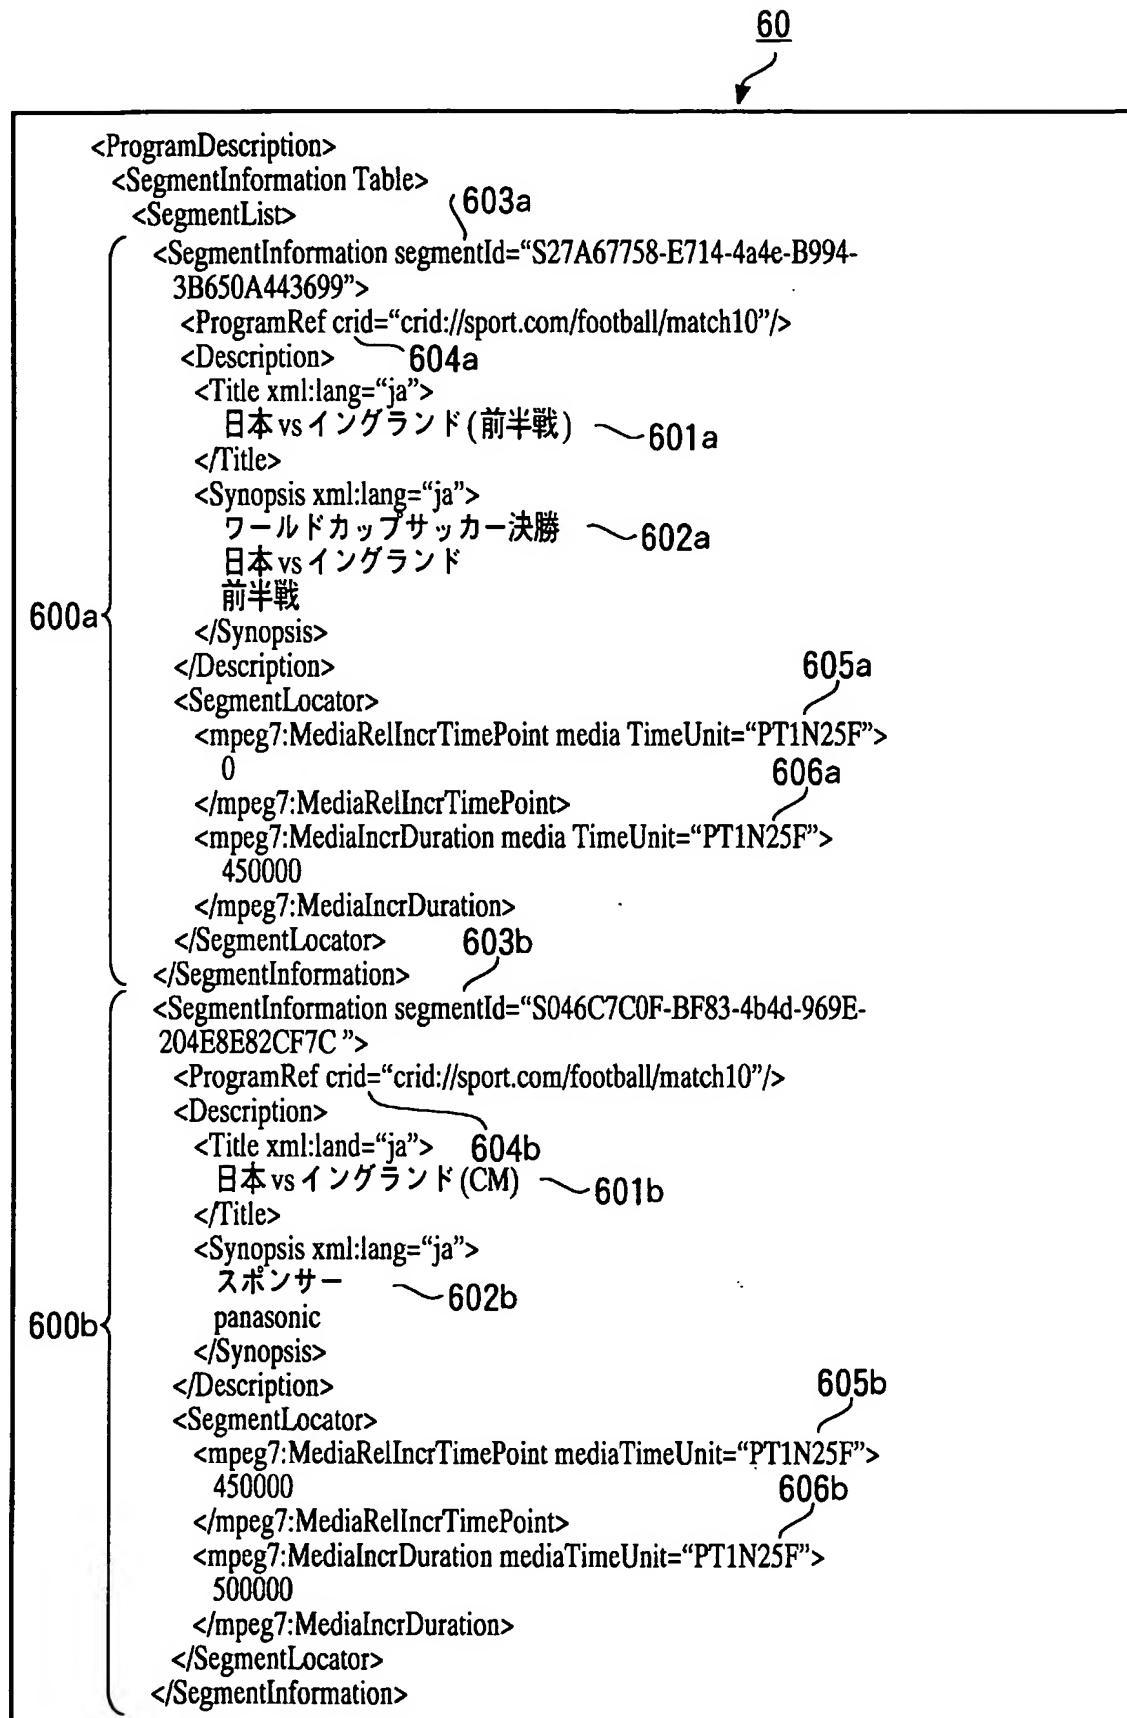 60
<ProgramDescription>
<SegmentInformation Table>
<SegmentList>
603a
<SegmentInformation segmentId=“S27A67758-E714-4a4e-B994-
3B650A443699”>
<ProgramRef crid=“crid://sport.com/football/match10”/>
<Description>
604a
<Title xml:lang=“ja”>
日本 vs イングランド (前半戦)
601a
</Title>
<Synopsis xml:lang=“ja”>
ワールドカップサッカー決勝
602a
日本 vs イングランド
前半戦
600a
</Synopsis>
</Description>
605a
<SegmentLocator>
<mpeg7:MediaRelIncrTimePoint media TimeUnit=“PT1N25F”>
0
606a
</mpeg7:MediaRelIncrTimePoint>
<mpeg7:MediaIncrDuration media TimeUnit=“PT1N25F”>
450000
</mpeg7:MediaIncrDuration>
</SegmentLocator>
603b
</SegmentInformation>
<SegmentInformation segmentId=“S046C7C0F-BF83-4b4d-969E-
204E8E82CF7C ”>
<ProgramRef crid=“crid://sport.com/football/match10”/>
<Description>
<Title xml:land=“ja”>
604b
日本 vs イングランド (CM)
601b
</Title>
<Synopsis xml:lang=“ja”>
スポンサー
602b
panasonic
600b
</Synopsis>
</Description>
605b
<SegmentLocator>
<mpeg7:MediaRelIncrTimePoint mediaTimeUnit=“PT1N25F”>
450000
606b
</mpeg7:MediaRelIncrTimePoint>
<mpeg7:MediaIncrDuration mediaTimeUnit=“PT1N25F”>
500000
</mpeg7:MediaIncrDuration>
</SegmentLocator>
</SegmentInformation>